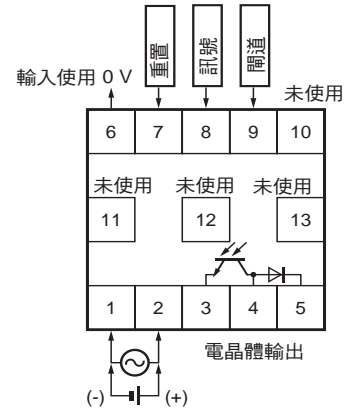 重置
訊號
閘道
輸入使用 0 V
未使用
6 7 8 9 10
未使用 未使用 未使用
11 12 13
1 2 3 4 5
電晶體輸出
(-) (+)